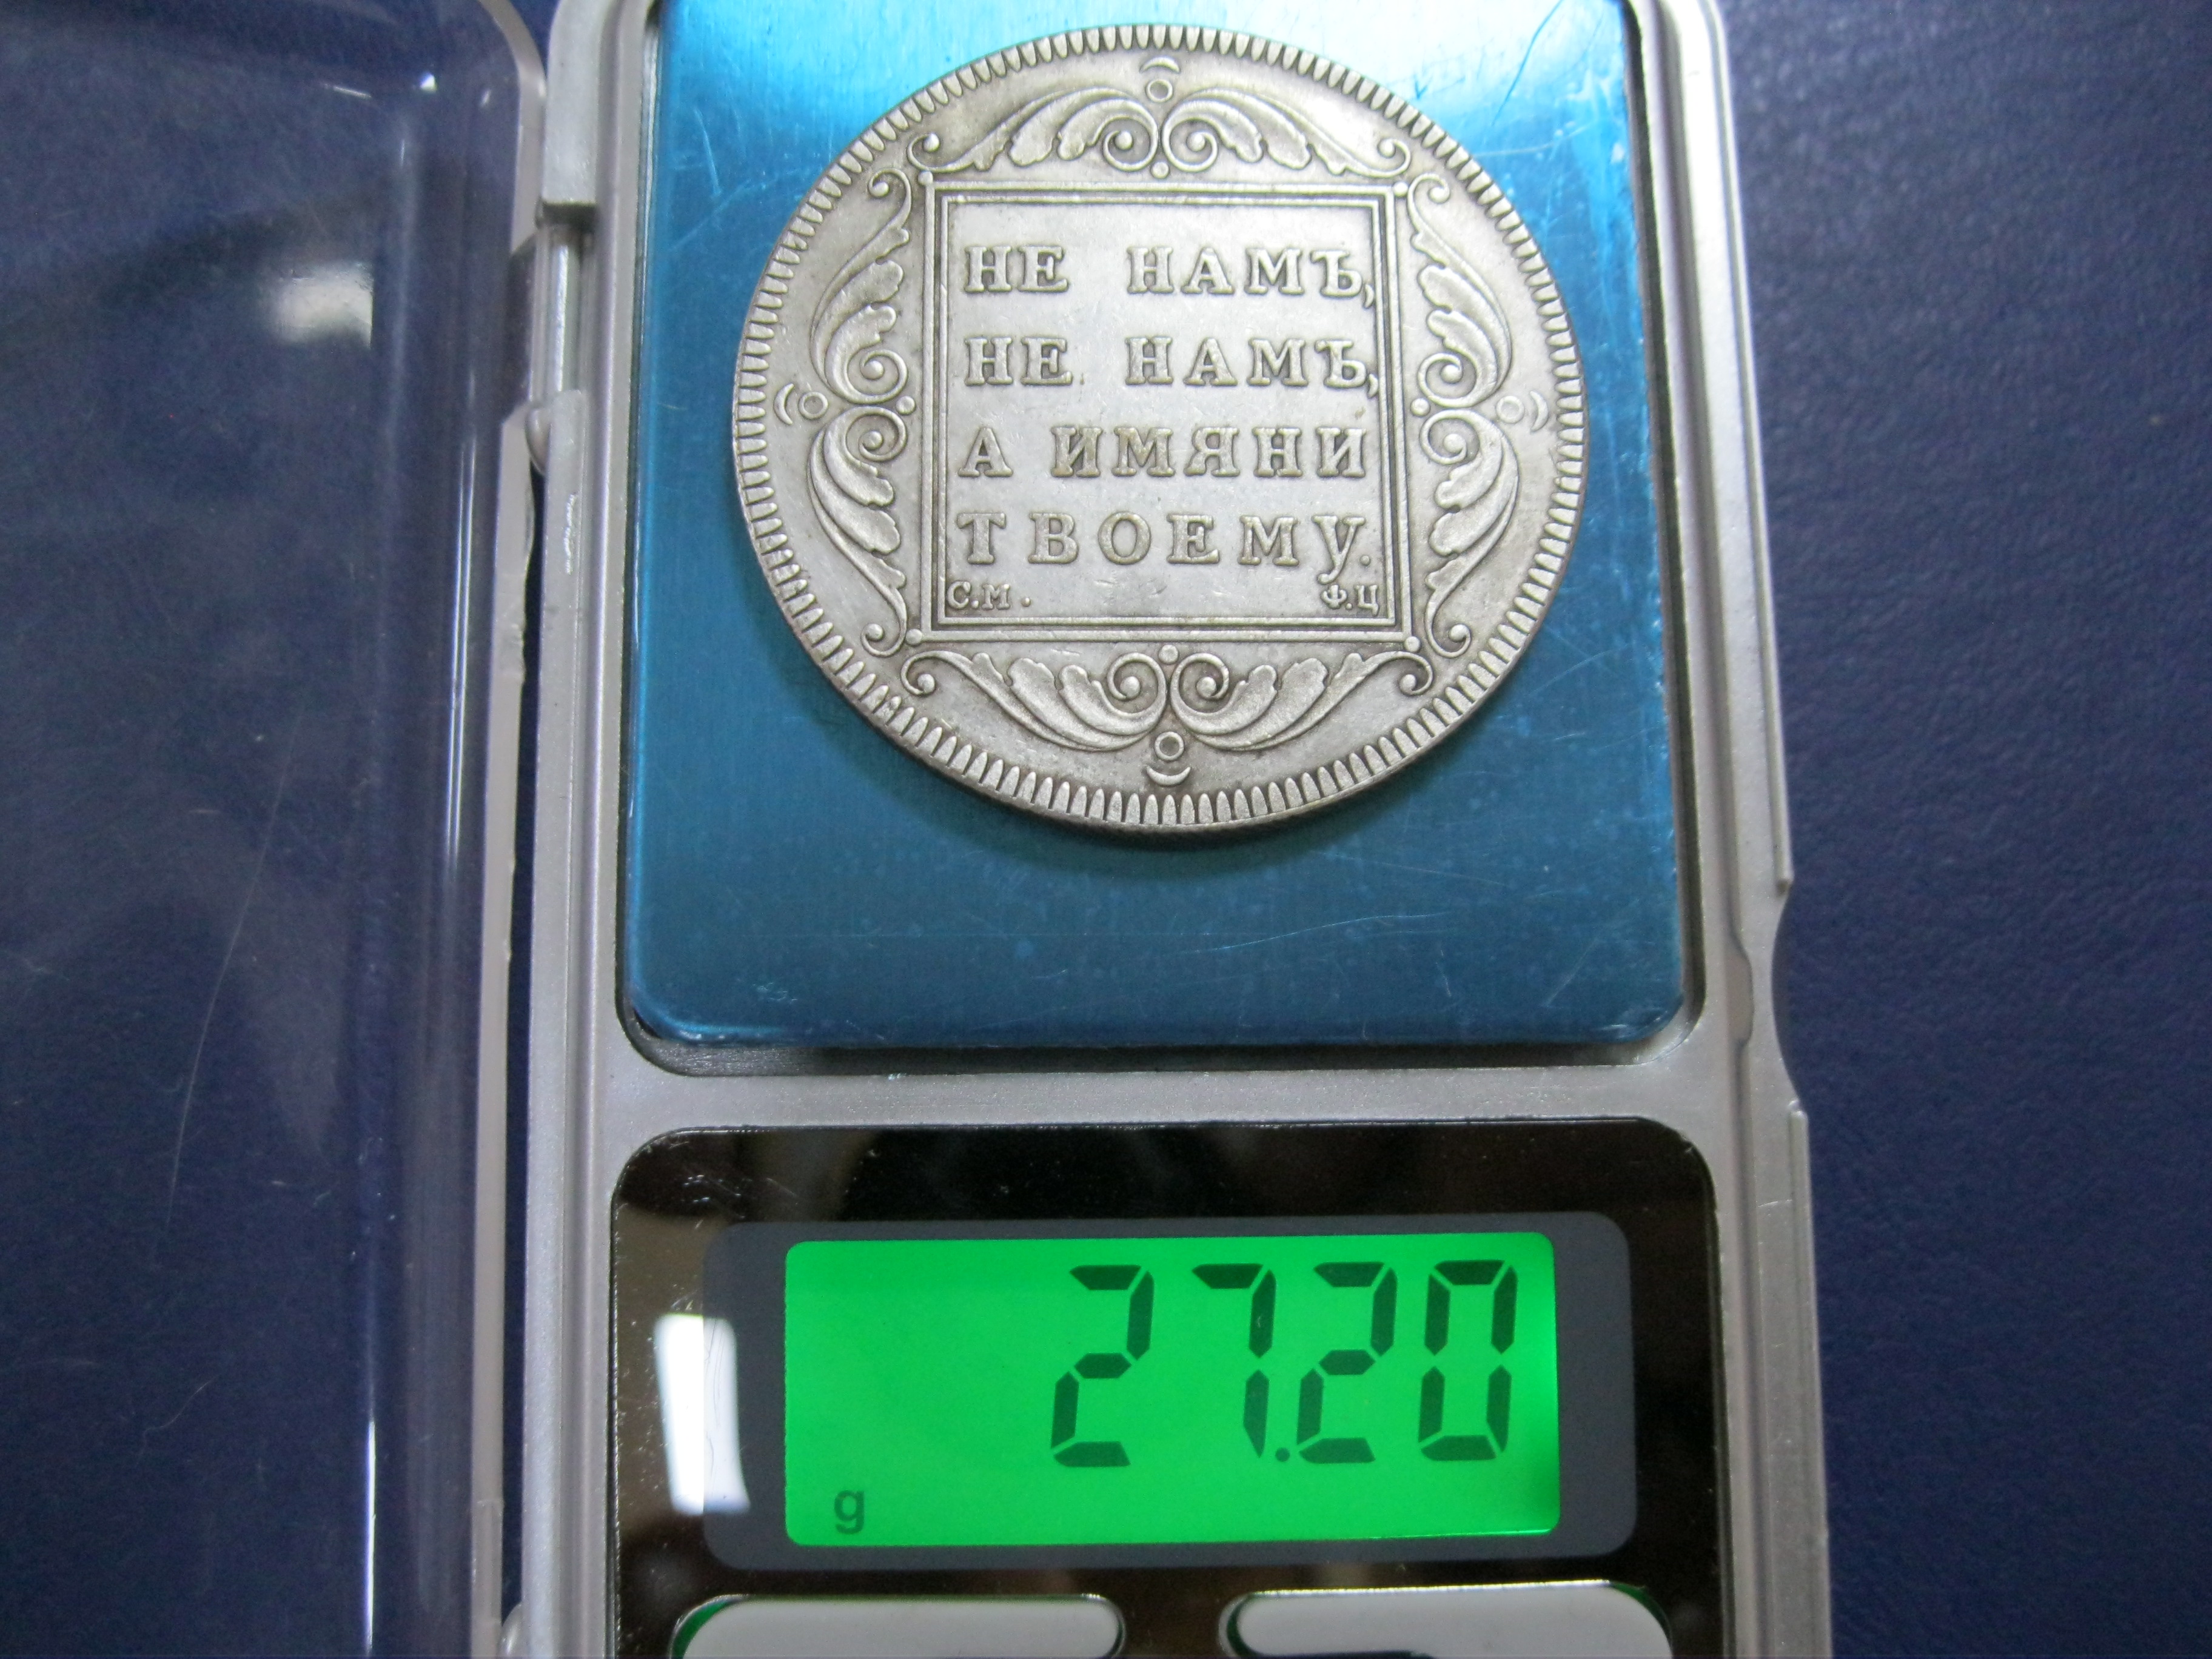 НЕ НАМЪ,
НЕ НАМЪ,
А ИМЯНИ
ТВОЕМУ.
С.М. Ф.Ц
27.20
g